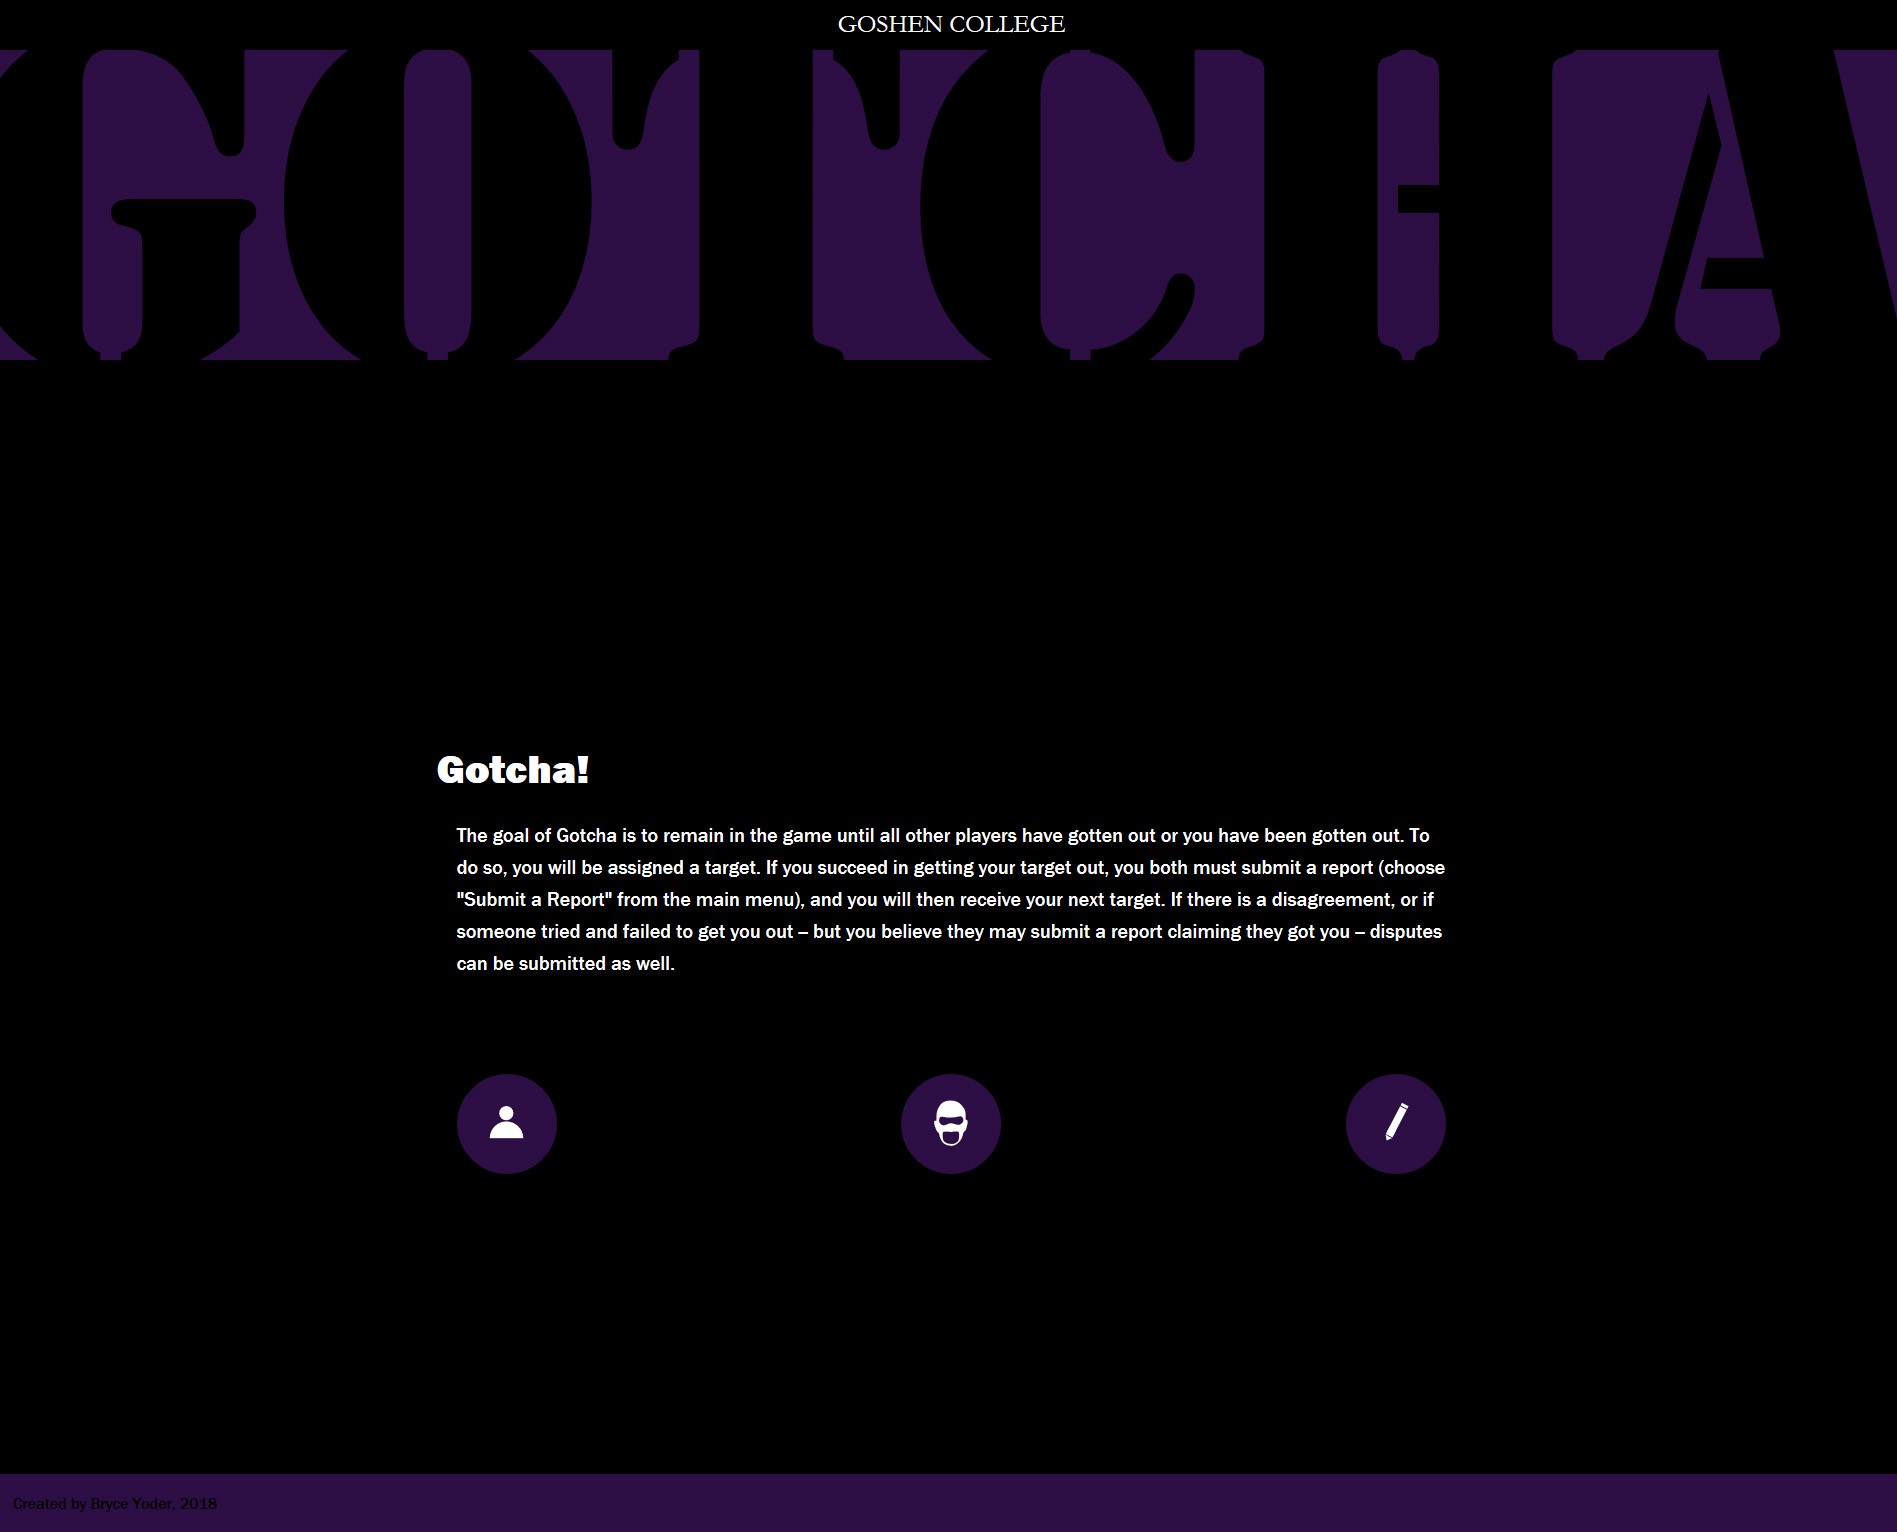 GOSHEN COLLEGE
GOTCHA
Gotcha!
The goal of Gotcha is to remain in the game until all other players have gotten out or you have been gotten out. To
do so, you will be assigned a target. If you succeed in getting your target out, you both must submit a report (choose
"Submit a Report" from the main menu), and you will then receive your next target. If there is a disagreement, or if
someone tried and failed to get you out – but you believe they may submit a report claiming they got you – disputes
can be submitted as well.
Created by Bryce Yoder, 2018